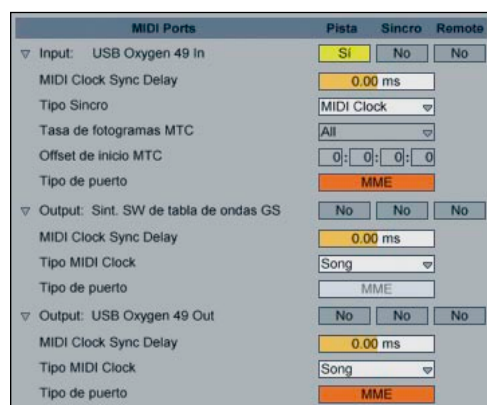 MIDI Ports Pista Sincro Remote
Input: USB Oxygen 49 In Sí No No
MIDI Clock Sync Delay 0.00 ms
Tipo Sincro MIDI Clock
Tasa de fotogramas MTC All
Offset de inicio MTC 0: 0: 0: 0
Tipo de puerto MME
Output: Sint. SW de tabla de ondas GS No No No
MIDI Clock Sync Delay 0.00 ms
Tipo MIDI Clock Song
Tipo de puerto MME
Output: USB Oxygen 49 Out No No No
MIDI Clock Sync Delay 0.00 ms
Tipo MIDI Clock Song
Tipo de puerto MME